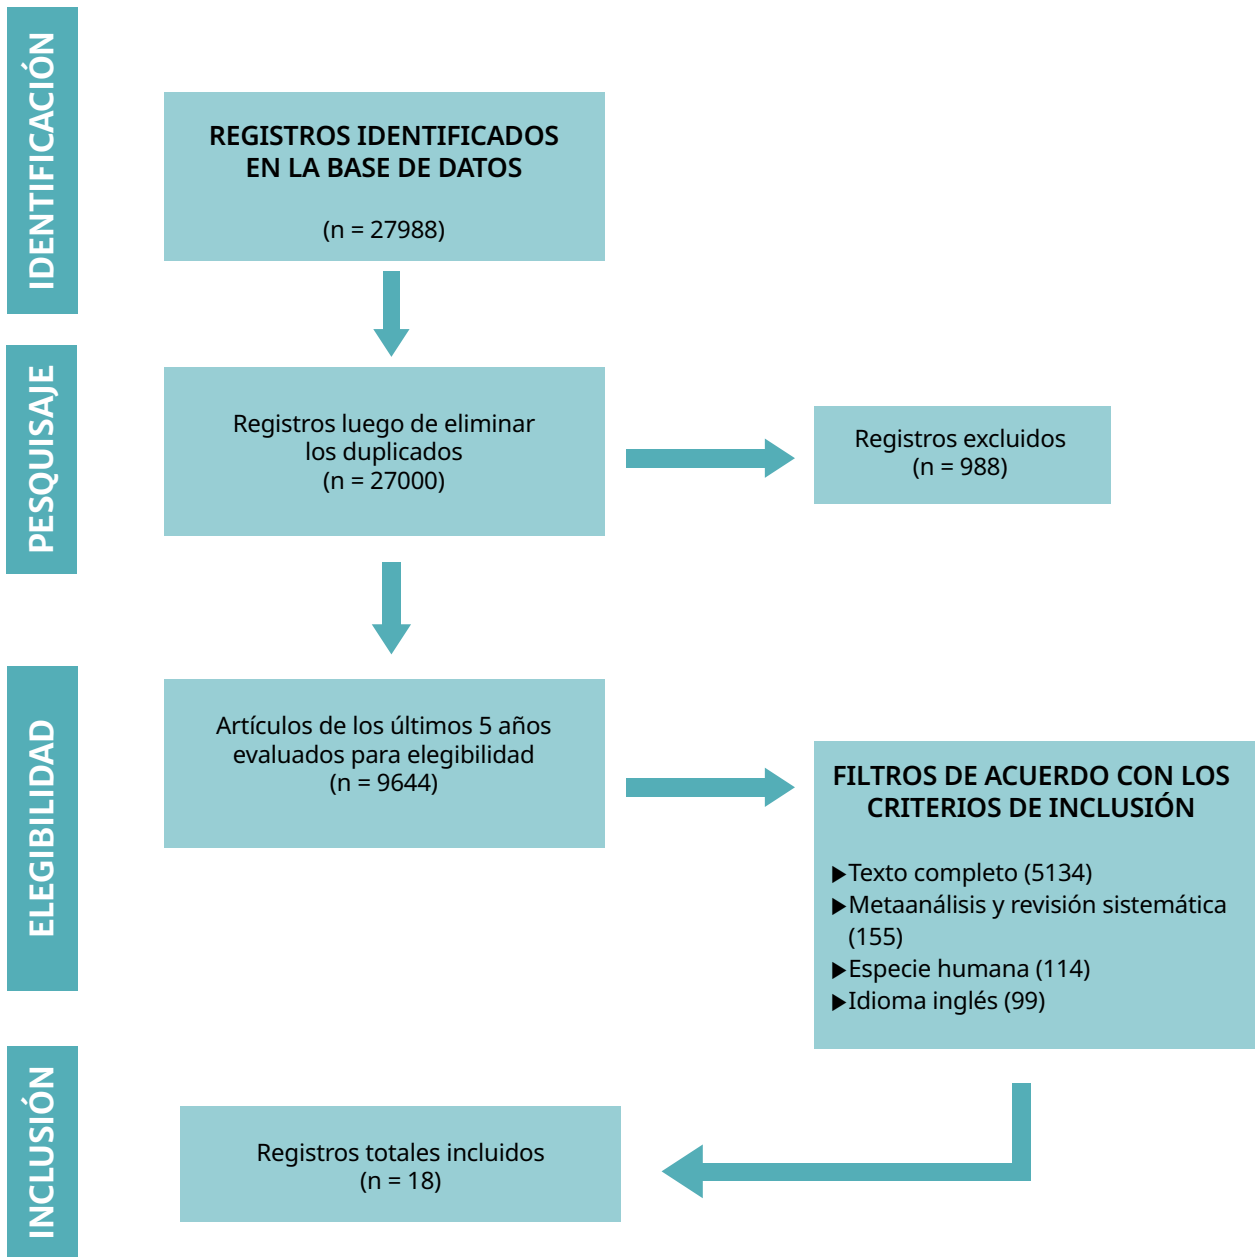 IDENTIFICACIÓN
REGISTROS IDENTIFICADOS
EN LA BASE DE DATOS
(n = 27988)
PESQUISAJE
Registros luego de eliminar
los duplicados
(n = 27000)
Registros excluidos
(n = 988)
ELEGIBILIDAD
Artículos de los últimos 5 años
evaluados para elegibilidad
(n = 9644)
FILTROS DE ACUERDO CON LOS
CRITERIOS DE INCLUSIÓN
▶Texto completo (5134)
▶Metaanálisis y revisión sistemática
(155)
▶Especie humana (114)
▶Idioma inglés (99)
INCLUSIÓN
Registros totales incluidos
(n = 18)